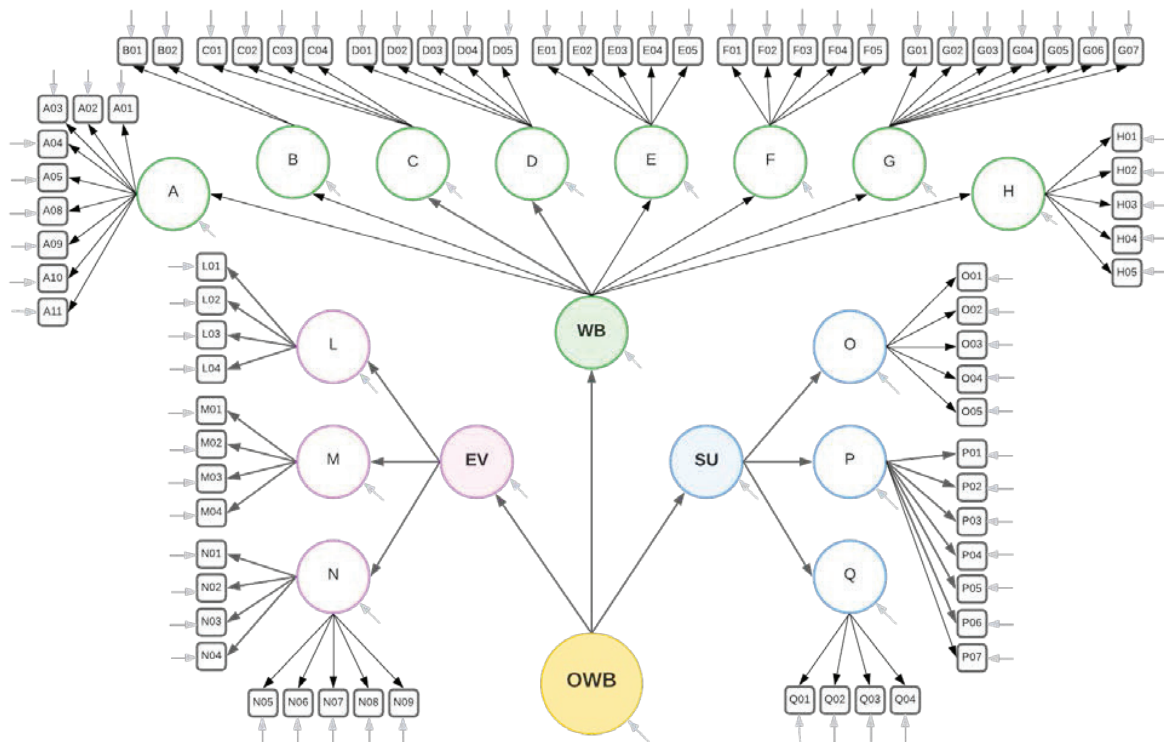 B01 B02 C01 C02 C03 C04 D01 D02 D03 D04 D05 E01 E02 E03 E04 E05 F01 F02 F03 F04 F05 G01 G02 G03 G04 G05 G06 G07
A03 A02 A01
A04
A05
A08
A09
A10
A11
A B C D E F G H
H01
H02
H03
H04
H05
L01
L02
L03
L04
L
WB
O
O01
O02
O03
O04
O05
M01
M02
M03
M04
M
EV
SU
P
P01
P02
P03
P04
P05
P06
P07
N01
N02
N03
N04
N
Q
OWB
N05 N06 N07 N08 N09
Q01 Q02 Q03 Q04